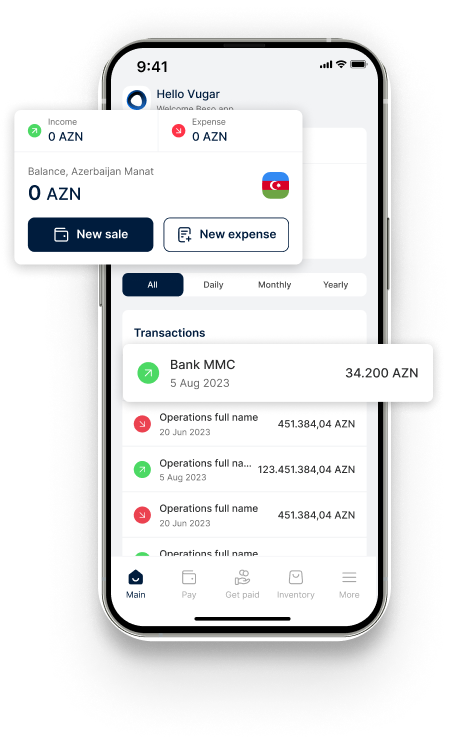 9:41
Hello Vugar
Welcome Beso app
Income
0 AZN
Expense
0 AZN
Balance, Azerbaijan Manat
0 AZN
New sale
New expense
All
Daily
Monthly
Yearly
Transactions
Bank MMC
5 Aug 2023
34.200 AZN
Operations full name
20 Jun 2023
451.384,04 AZN
Operations full na...
5 Aug 2023
123.451.384,04 AZN
Operations full name
20 Jun 2023
451.384,04 AZN
Operations full name
Main
Pay
Get paid
Inventory
More